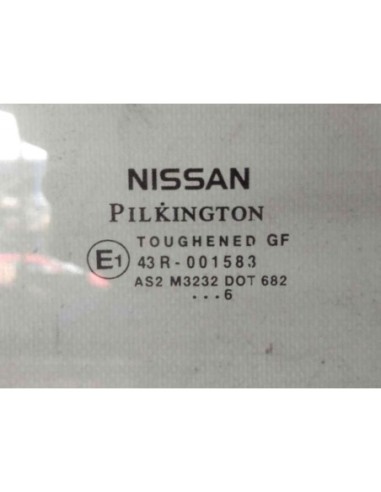 NISSAN
PILKINGTON
TOUGHENED GF
E1 43R-001583
AS2 M3232 DOT 682
...6